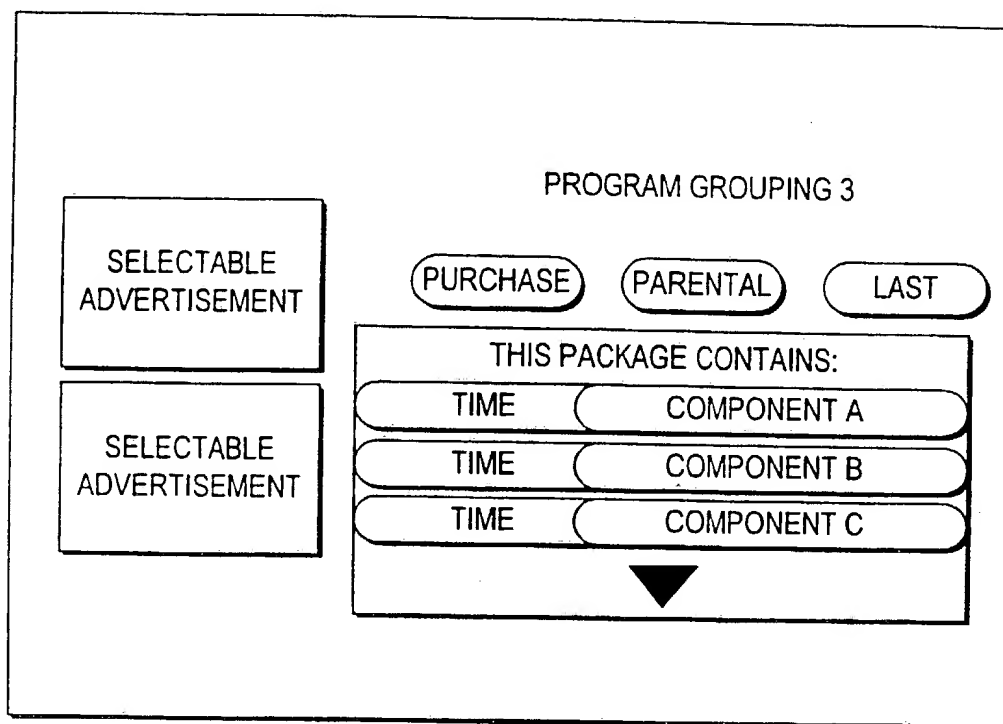 PROGRAM GROUPING 3
SELECTABLE
ADVERTISEMENT
SELECTABLE
ADVERTISEMENT
PURCHASE PARENTAL LAST
THIS PACKAGE CONTAINS:
TIME COMPONENT A
TIME COMPONENT B
TIME COMPONENT C